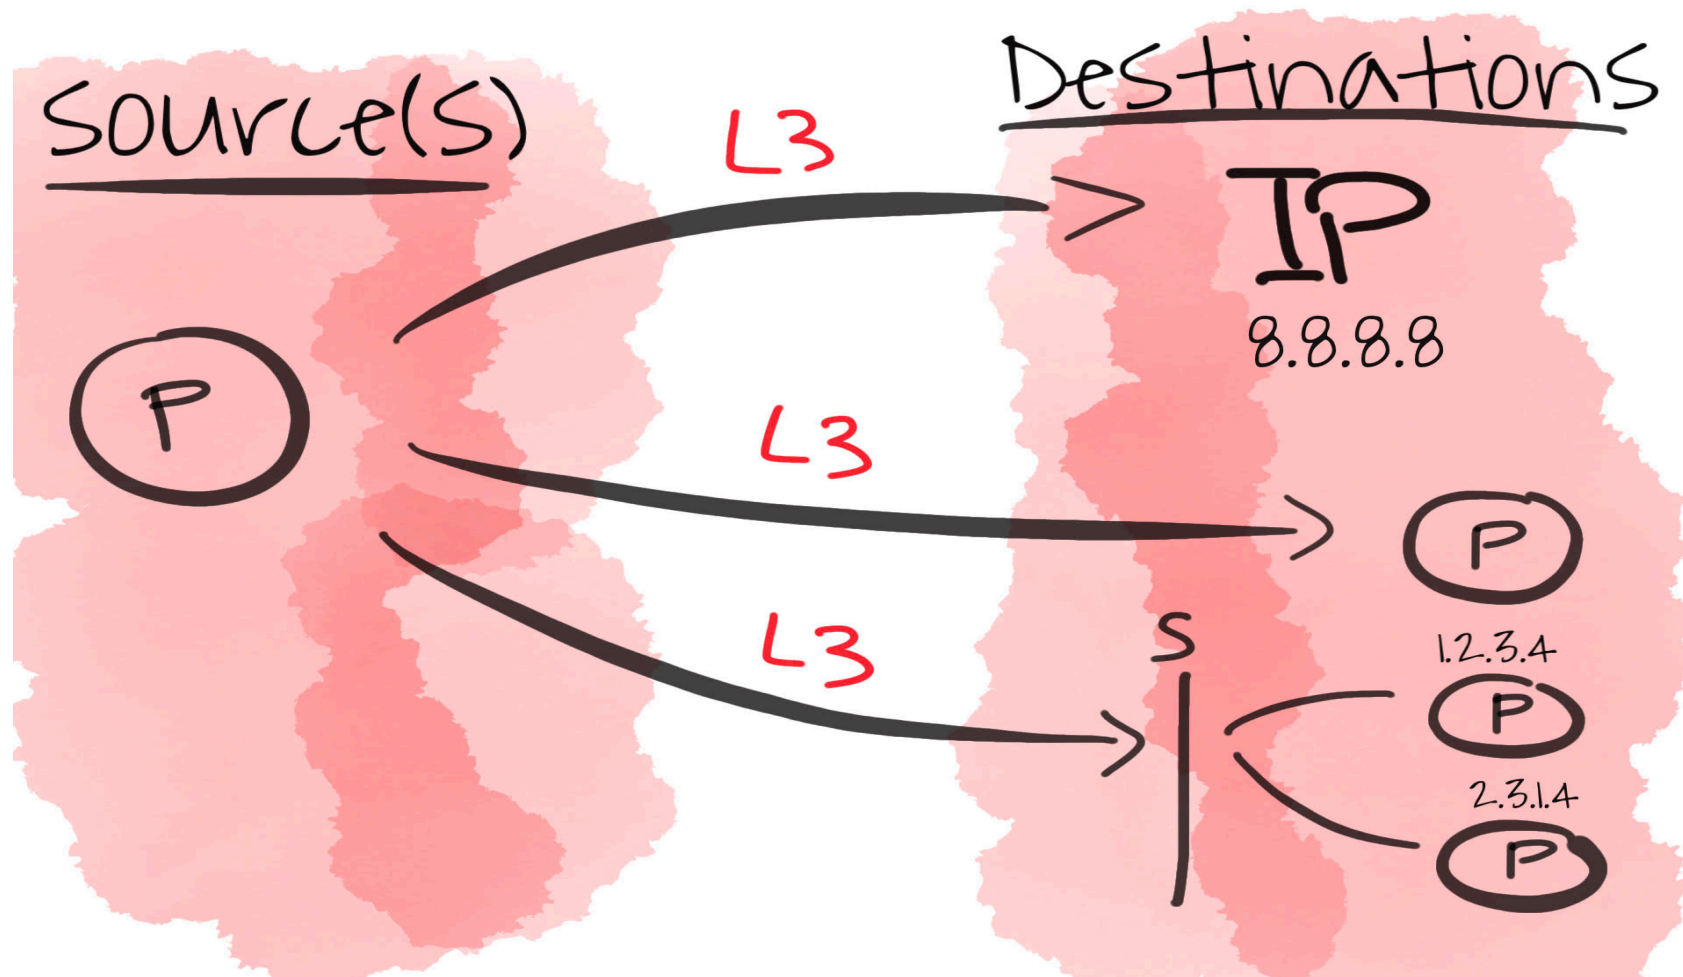 Source(s)
Destinations
L3
IP
8.8.8.8
P
L3
P
L3
S
1.2.3.4
P
2.3.1.4
P